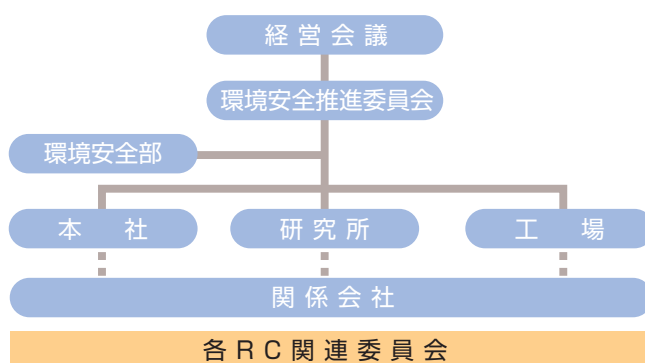 経営会議
環境安全推進委員会
環境安全部
本社
研究所
工場
関係会社
各RC関連委員会